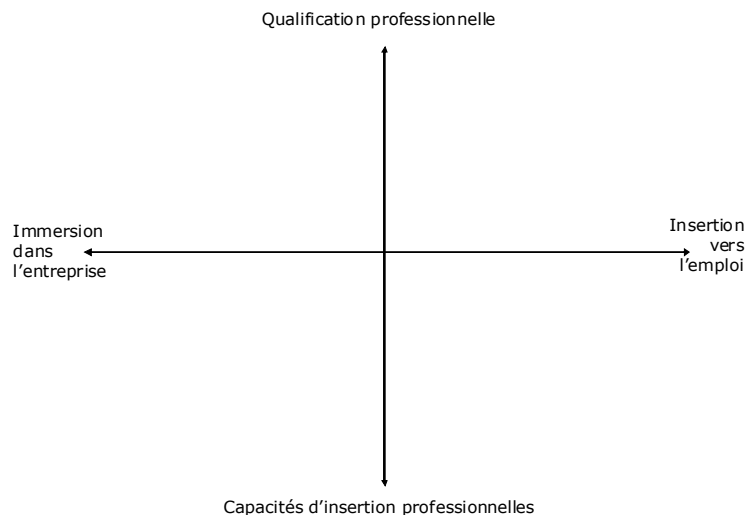 Qualification professionnelle
Immersion
dans
l'entreprise
Insertion
vers
l'emploi
Capacités d'insertion professionnelles